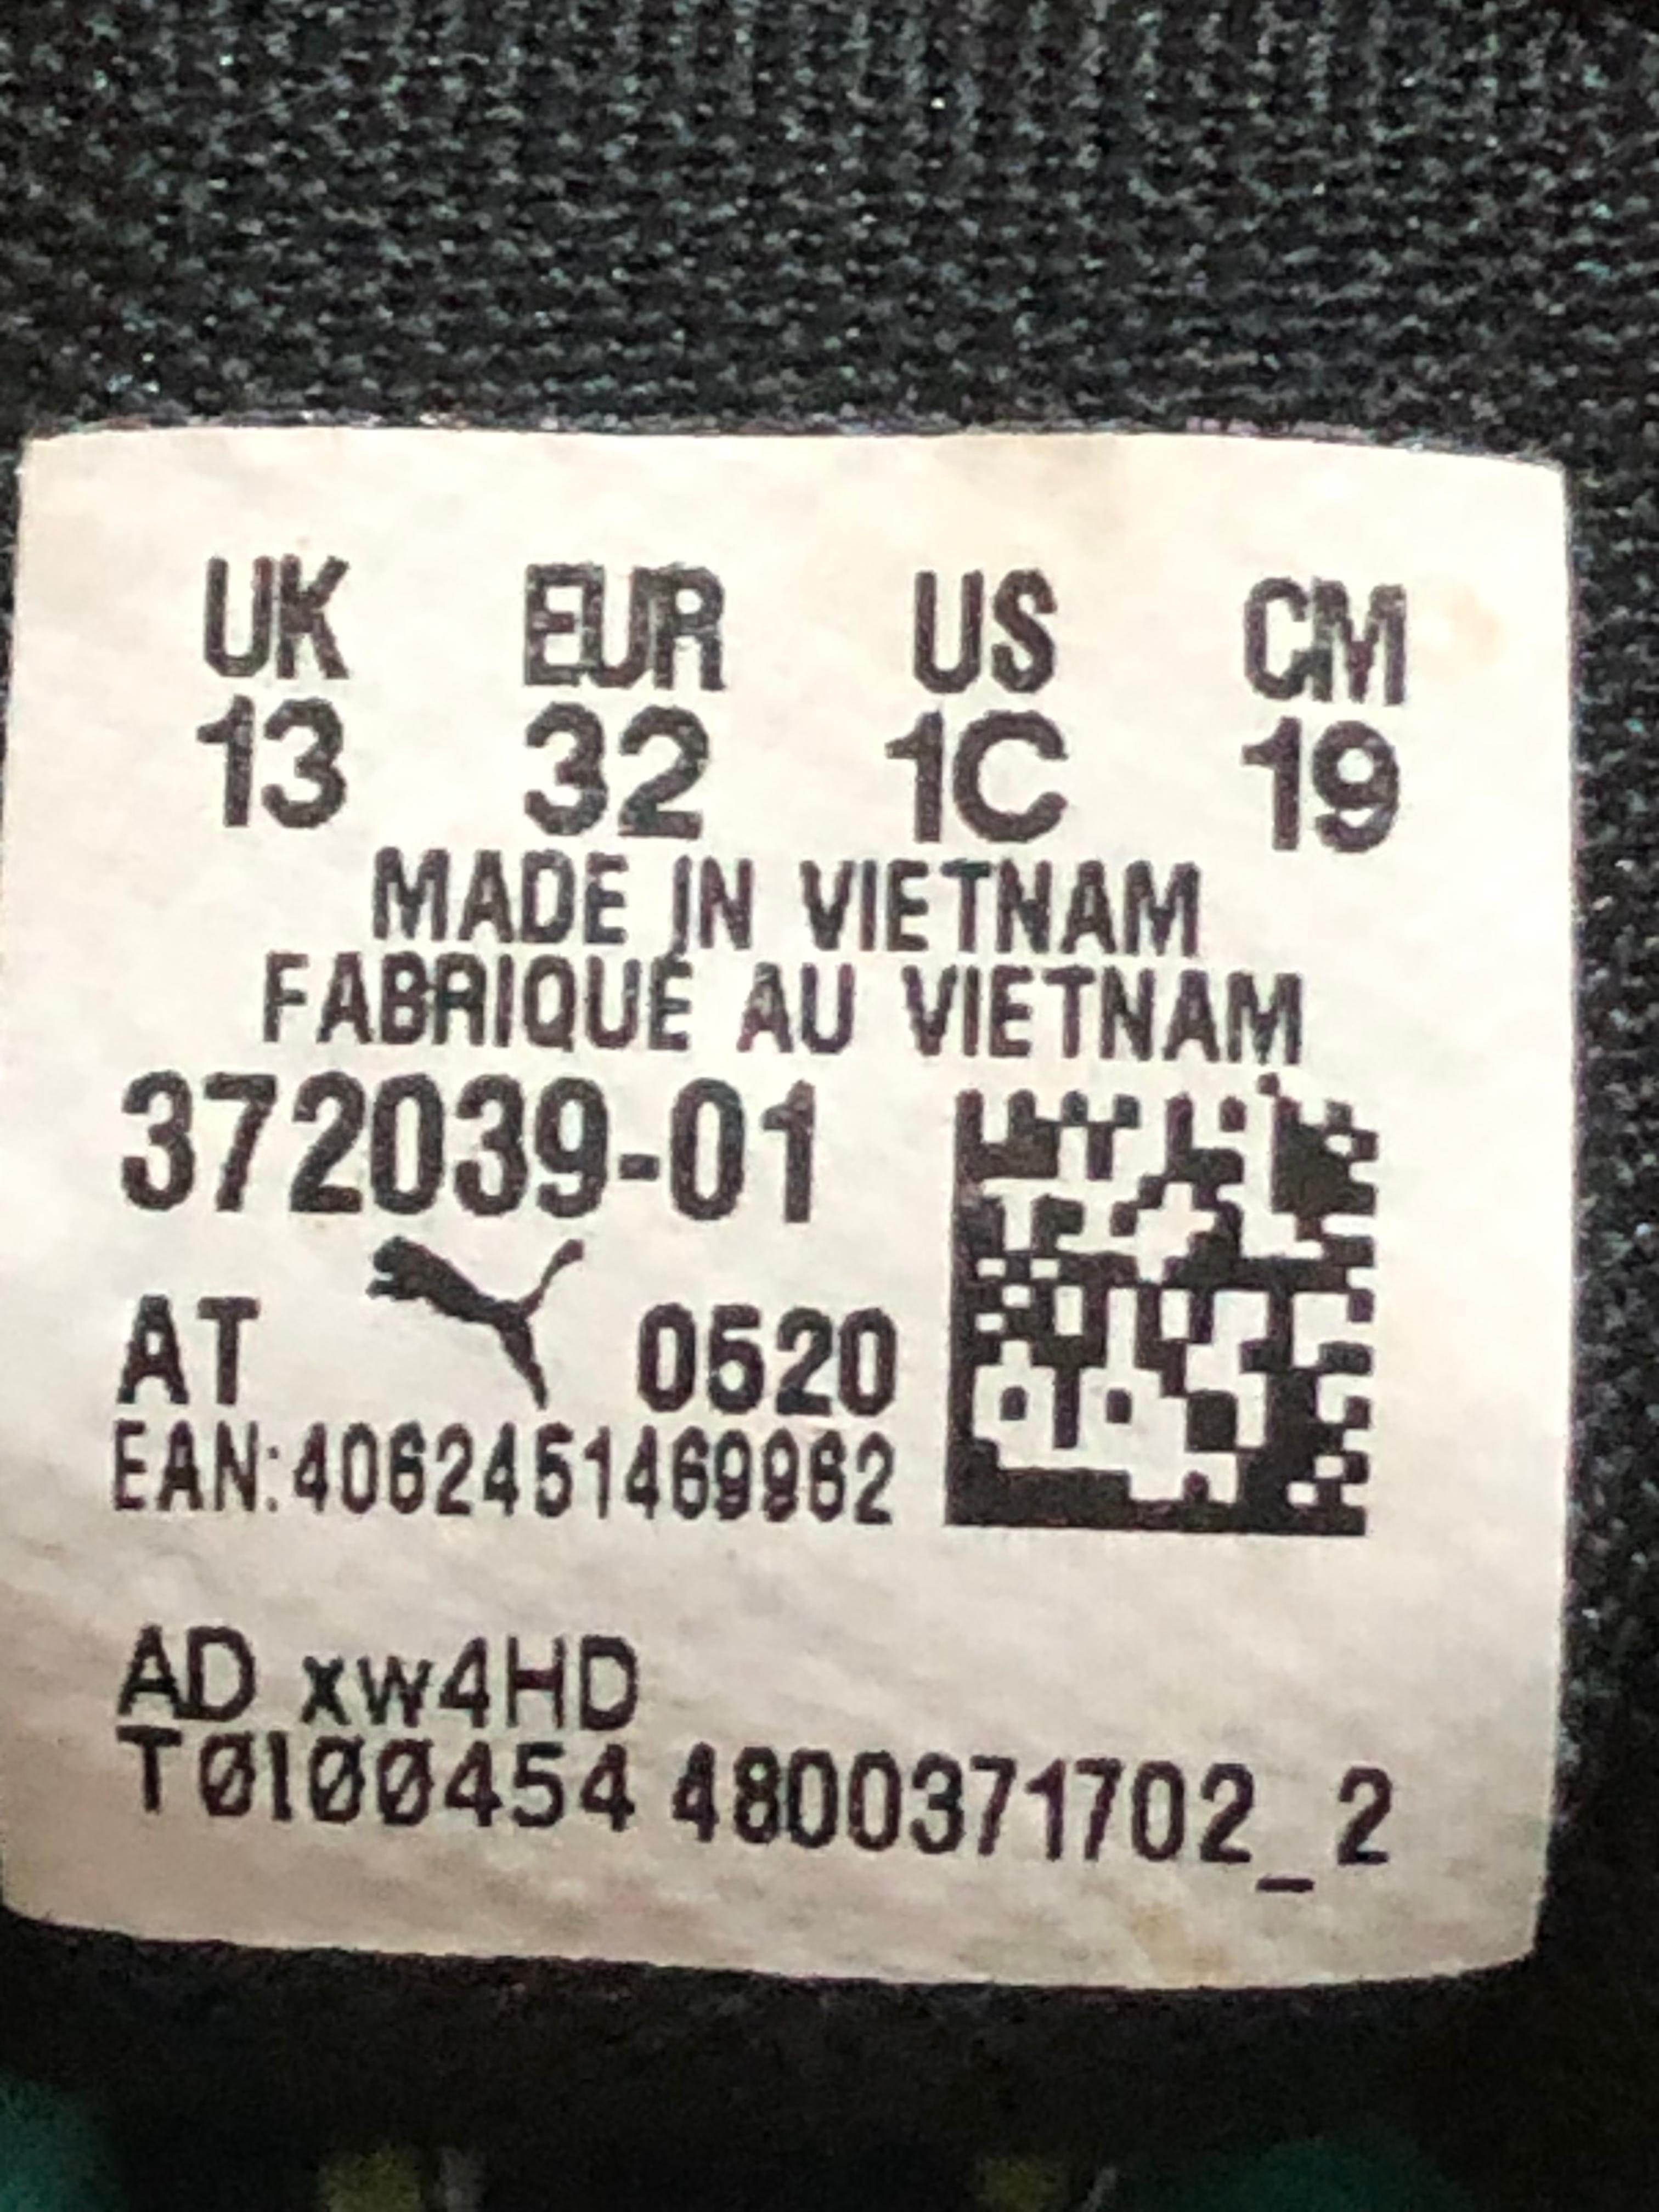 UK EUR US CM
13 32 1C 19
MADE IN VIETNAM
FABRIQUÉ AU VIETNAM
372039-01
AT 0520
EAN:4062451469962
AD xw4HD
T0100454 4800371702_2